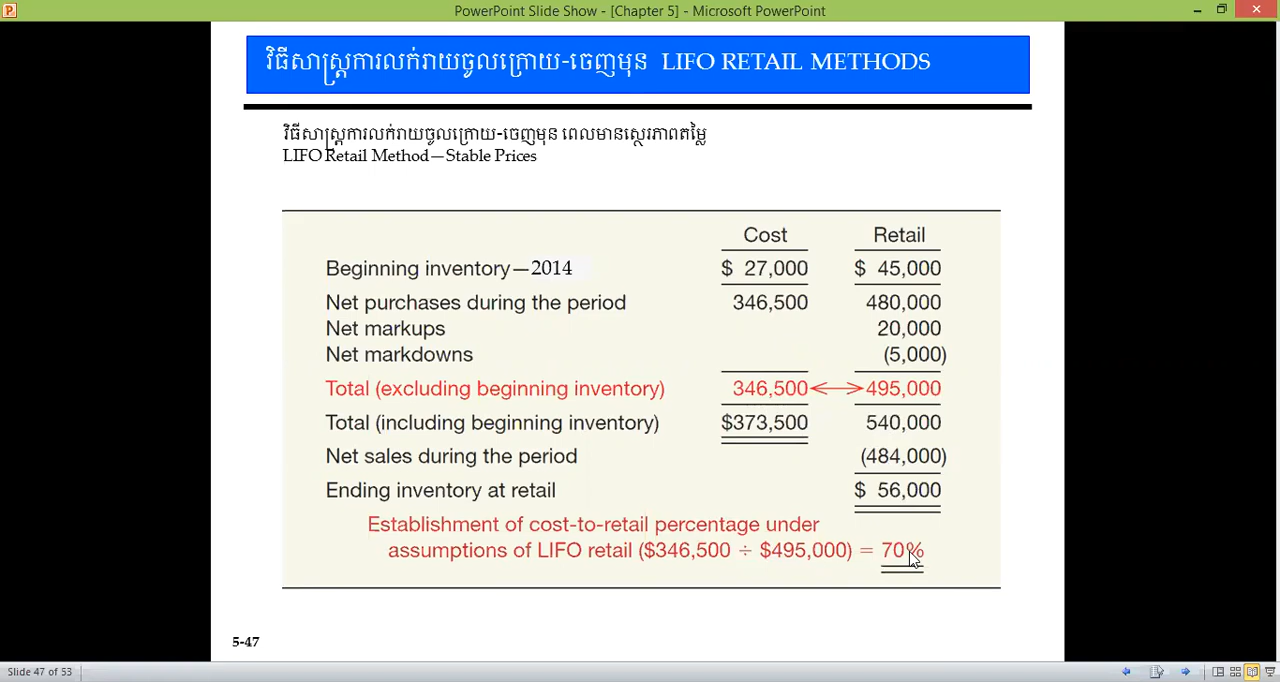 PowerPoint Slide Show - [Chapter 5] - Microsoft PowerPoint
វិធីសាស្ត្រការលក់រាយចូលក្រោយ-ចេញមុន LIFO RETAIL METHODS
វិធីសាស្ត្រការលក់រាយចូលក្រោយ-ចេញមុន ពេលមានស្ថេរភាពតម្លៃ
LIFO Retail Method—Stable Prices
Cost Retail
Beginning inventory—2014 $ 27,000 $ 45,000
Net purchases during the period 346,500 480,000
Net markups 20,000
Net markdowns (5,000)
Total (excluding beginning inventory) 346,500 495,000
Total (including beginning inventory) $373,500 540,000
Net sales during the period (484,000)
Ending inventory at retail $ 56,000
Establishment of cost-to-retail percentage under
assumptions of LIFO retail ($346,500 ÷ $495,000) = 70%
5-47
Slide 47 of 53